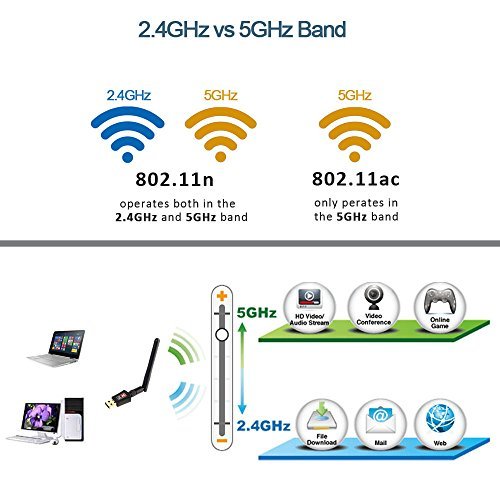 2.4GHz vs 5GHz Band
2.4GHz
5GHz
5GHz
802.11n
802.11ac
operates both in the
2.4GHz and 5GHz band
only perates in
the 5GHz band
5GHz
HD Video/
Audio Stream
Video
Conference
Online
Game
2.4GHz
File
Download
Mail
Web